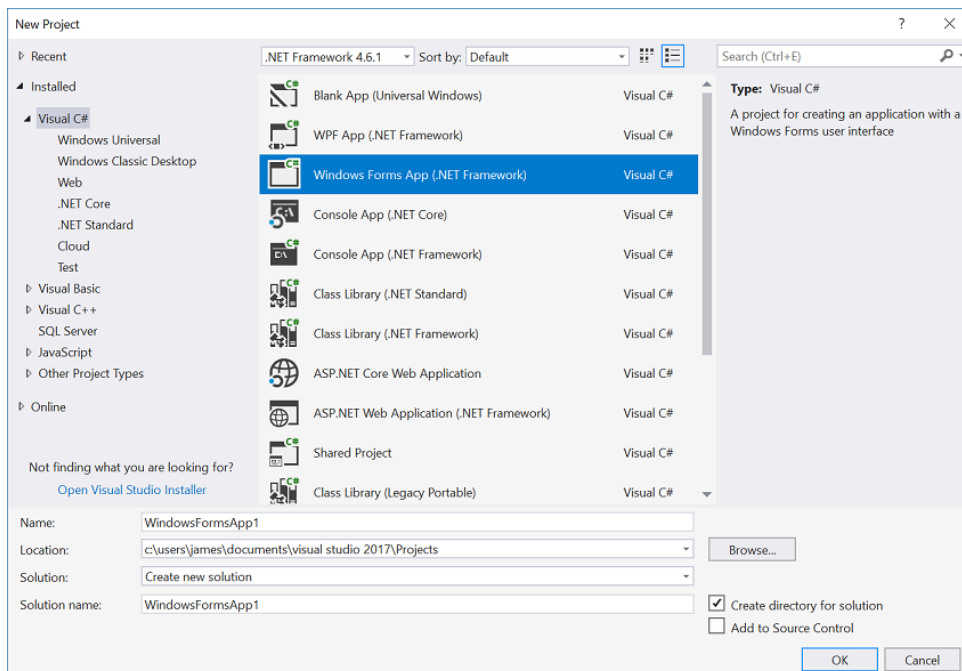 New Project
?
Recent
Installed
Visual C#
Windows Universal
Windows Classic Desktop
Web
.NET Core
.NET Standard
Cloud
Test
Visual Basic
Visual C++
SQL Server
JavaScript
Other Project Types
Online
Not finding what you are looking for?
Open Visual Studio Installer
.NET Framework 4.6.1 Sort by: Default
C# Blank App (Universal Windows) Visual C#
C# WPF App (.NET Framework) Visual C#
C# Windows Forms App (.NET Framework) Visual C#
C:\ Console App (.NET Core) Visual C#
C# Console App (.NET Framework) Visual C#
C# Class Library (.NET Standard) Visual C#
C# Class Library (.NET Framework) Visual C#
ASP.NET Core Web Application Visual C#
ASP.NET Web Application (.NET Framework) Visual C#
C# Shared Project Visual C#
C# Class Library (Legacy Portable) Visual C#
Search (Ctrl+E)
Type: Visual C#
A project for creating an application with a
Windows Forms user interface
Name: WindowsFormsApp1
Location: c:\users\james\documents\visual studio 2017\Projects Browse...
Solution: Create new solution
Solution name: WindowsFormsApp1
Create directory for solution
Add to Source Control
OK Cancel